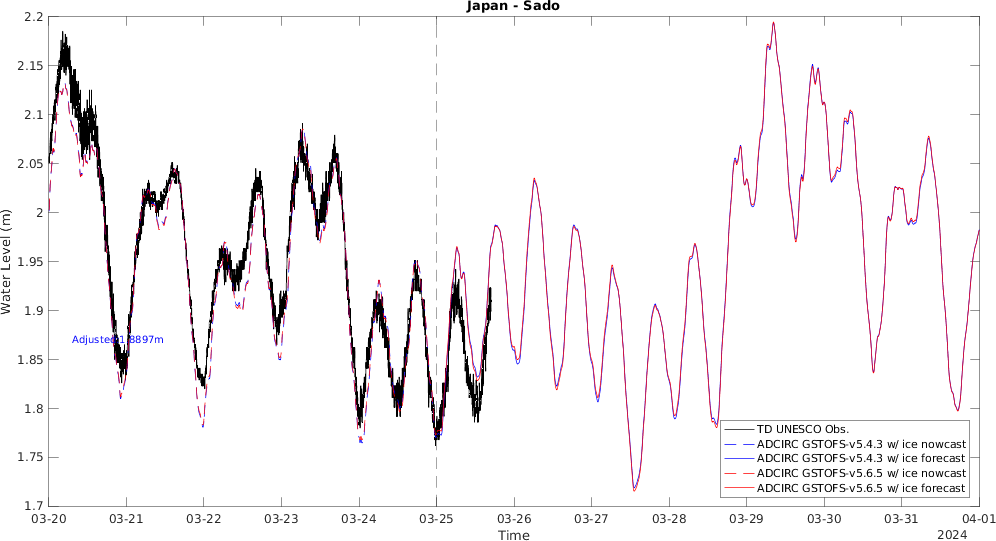 Japan - Sado
2.2
2.15
2.1
2.05
2
1.95
1.9
1.85
1.8
1.75
1.7
Water Level (m)
Adjusted 1.8897m
TD UNESCO Obs.
ADCIRC GSTOFS-v5.4.3 w/ ice nowcast
ADCIRC GSTOFS-v5.4.3 w/ ice forecast
ADCIRC GSTOFS-v5.6.5 w/ ice nowcast
ADCIRC GSTOFS-v5.6.5 w/ ice forecast
03-20 03-21 03-22 03-23 03-24 03-25 03-26 03-27 03-28 03-29 03-30 03-31 04-01
Time
2024